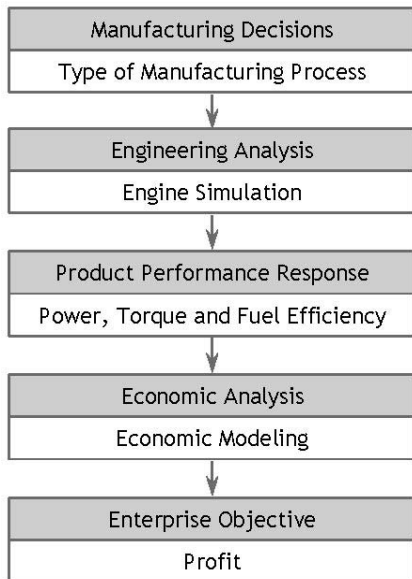 Manufacturing Decisions
Type of Manufacturing Process
Engineering Analysis
Engine Simulation
Product Performance Response
Power, Torque and Fuel Efficiency
Economic Analysis
Economic Modeling
Enterprise Objective
Profit